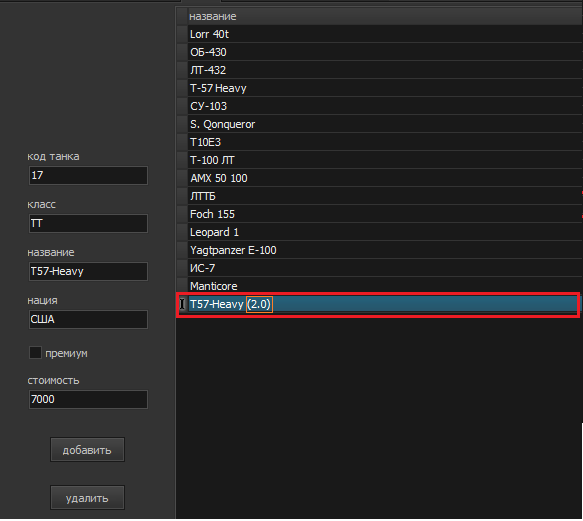 код танка
17
класс
ТТ
название
T57-Heavy
нация
США
премиум
стоимость
7000
добавить
удалить
название
Lorr 40t
ОБ-430
ЛТ-432
T-57 Heavy
СУ-103
S. Qonqueror
T10E3
Т-100 ЛТ
AMX 50 100
ЛТТБ
Foch 155
Leopard 1
Yagtpanzer E-100
ИС-7
Manticore
T57-Heavy (2.0)